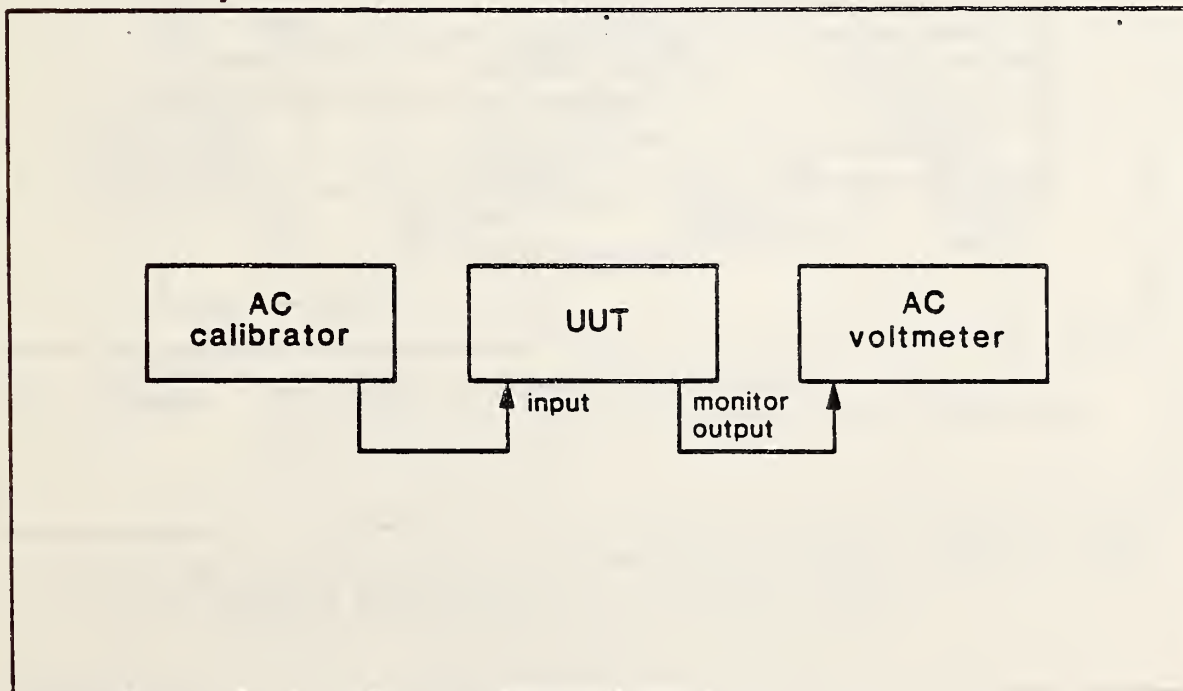 AC
calibrator
UUT
AC
voltmeter
input
monitor
output